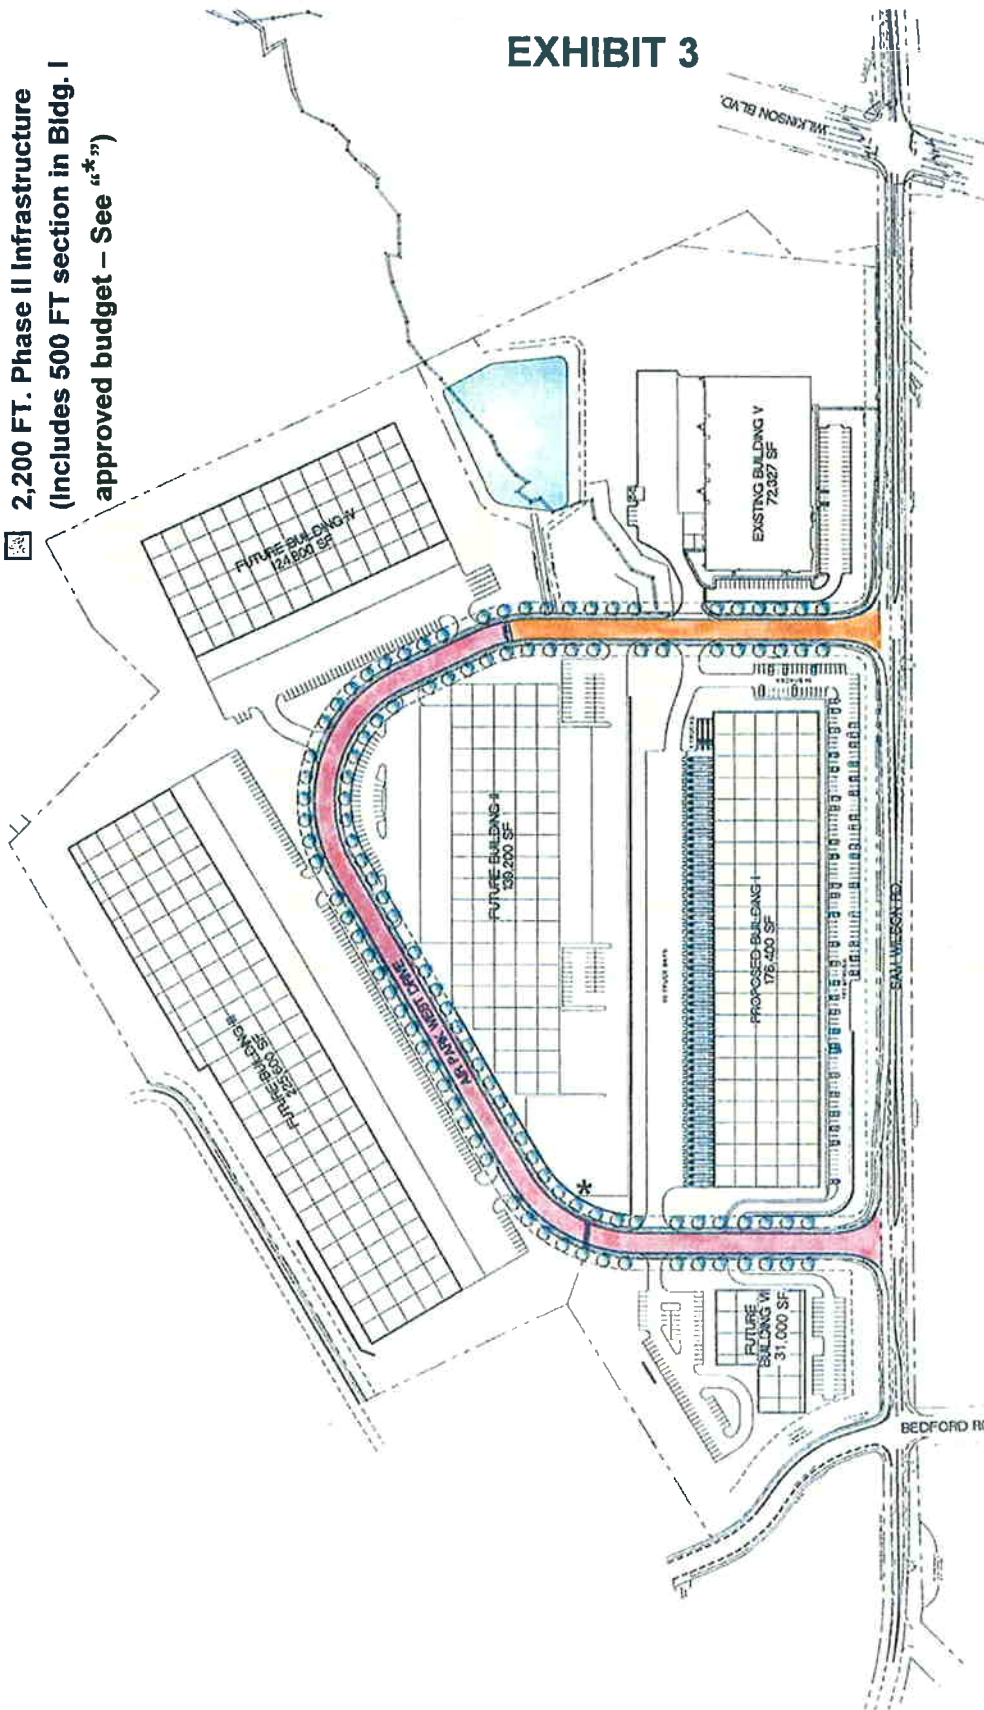 EXHIBIT 3
2,200 FT. Phase II Infrastructure
(Includes 500 FT section in Bldg. I
approved budget – See “*”)
WILKINSON BLVD.
FUTURE BUILDING IV
124,800 SF
EXISTING BUILDING V
72,327 SF
FUTURE BUILDING II
139,200 SF
FUTURE BUILDING III
225,600 SF
AIR PARK WEST DRIVE
PROPOSED BUILDING I
176,400 SF
SAM WILSON RD
*
FUTURE
BUILDING VI
31,000 SF
BEDFORD RD